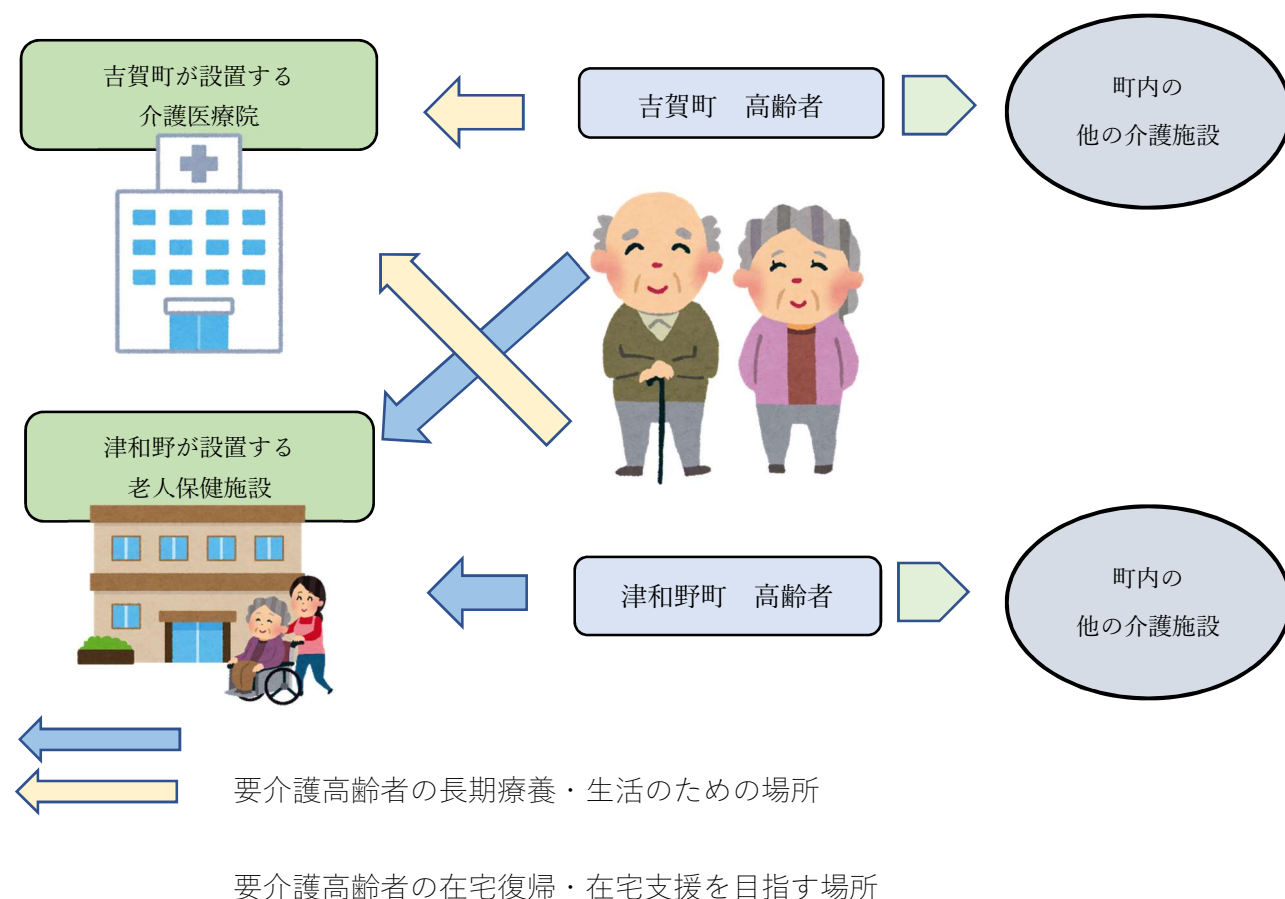 吉賀町が設置する
介護医療院
吉賀町　高齢者
町内の
他の介護施設
津和野が設置する
老人保健施設
津和野町　高齢者
町内の
他の介護施設
要介護高齢者の長期療養・生活のための場所
要介護高齢者の在宅復帰・在宅支援を目指す場所